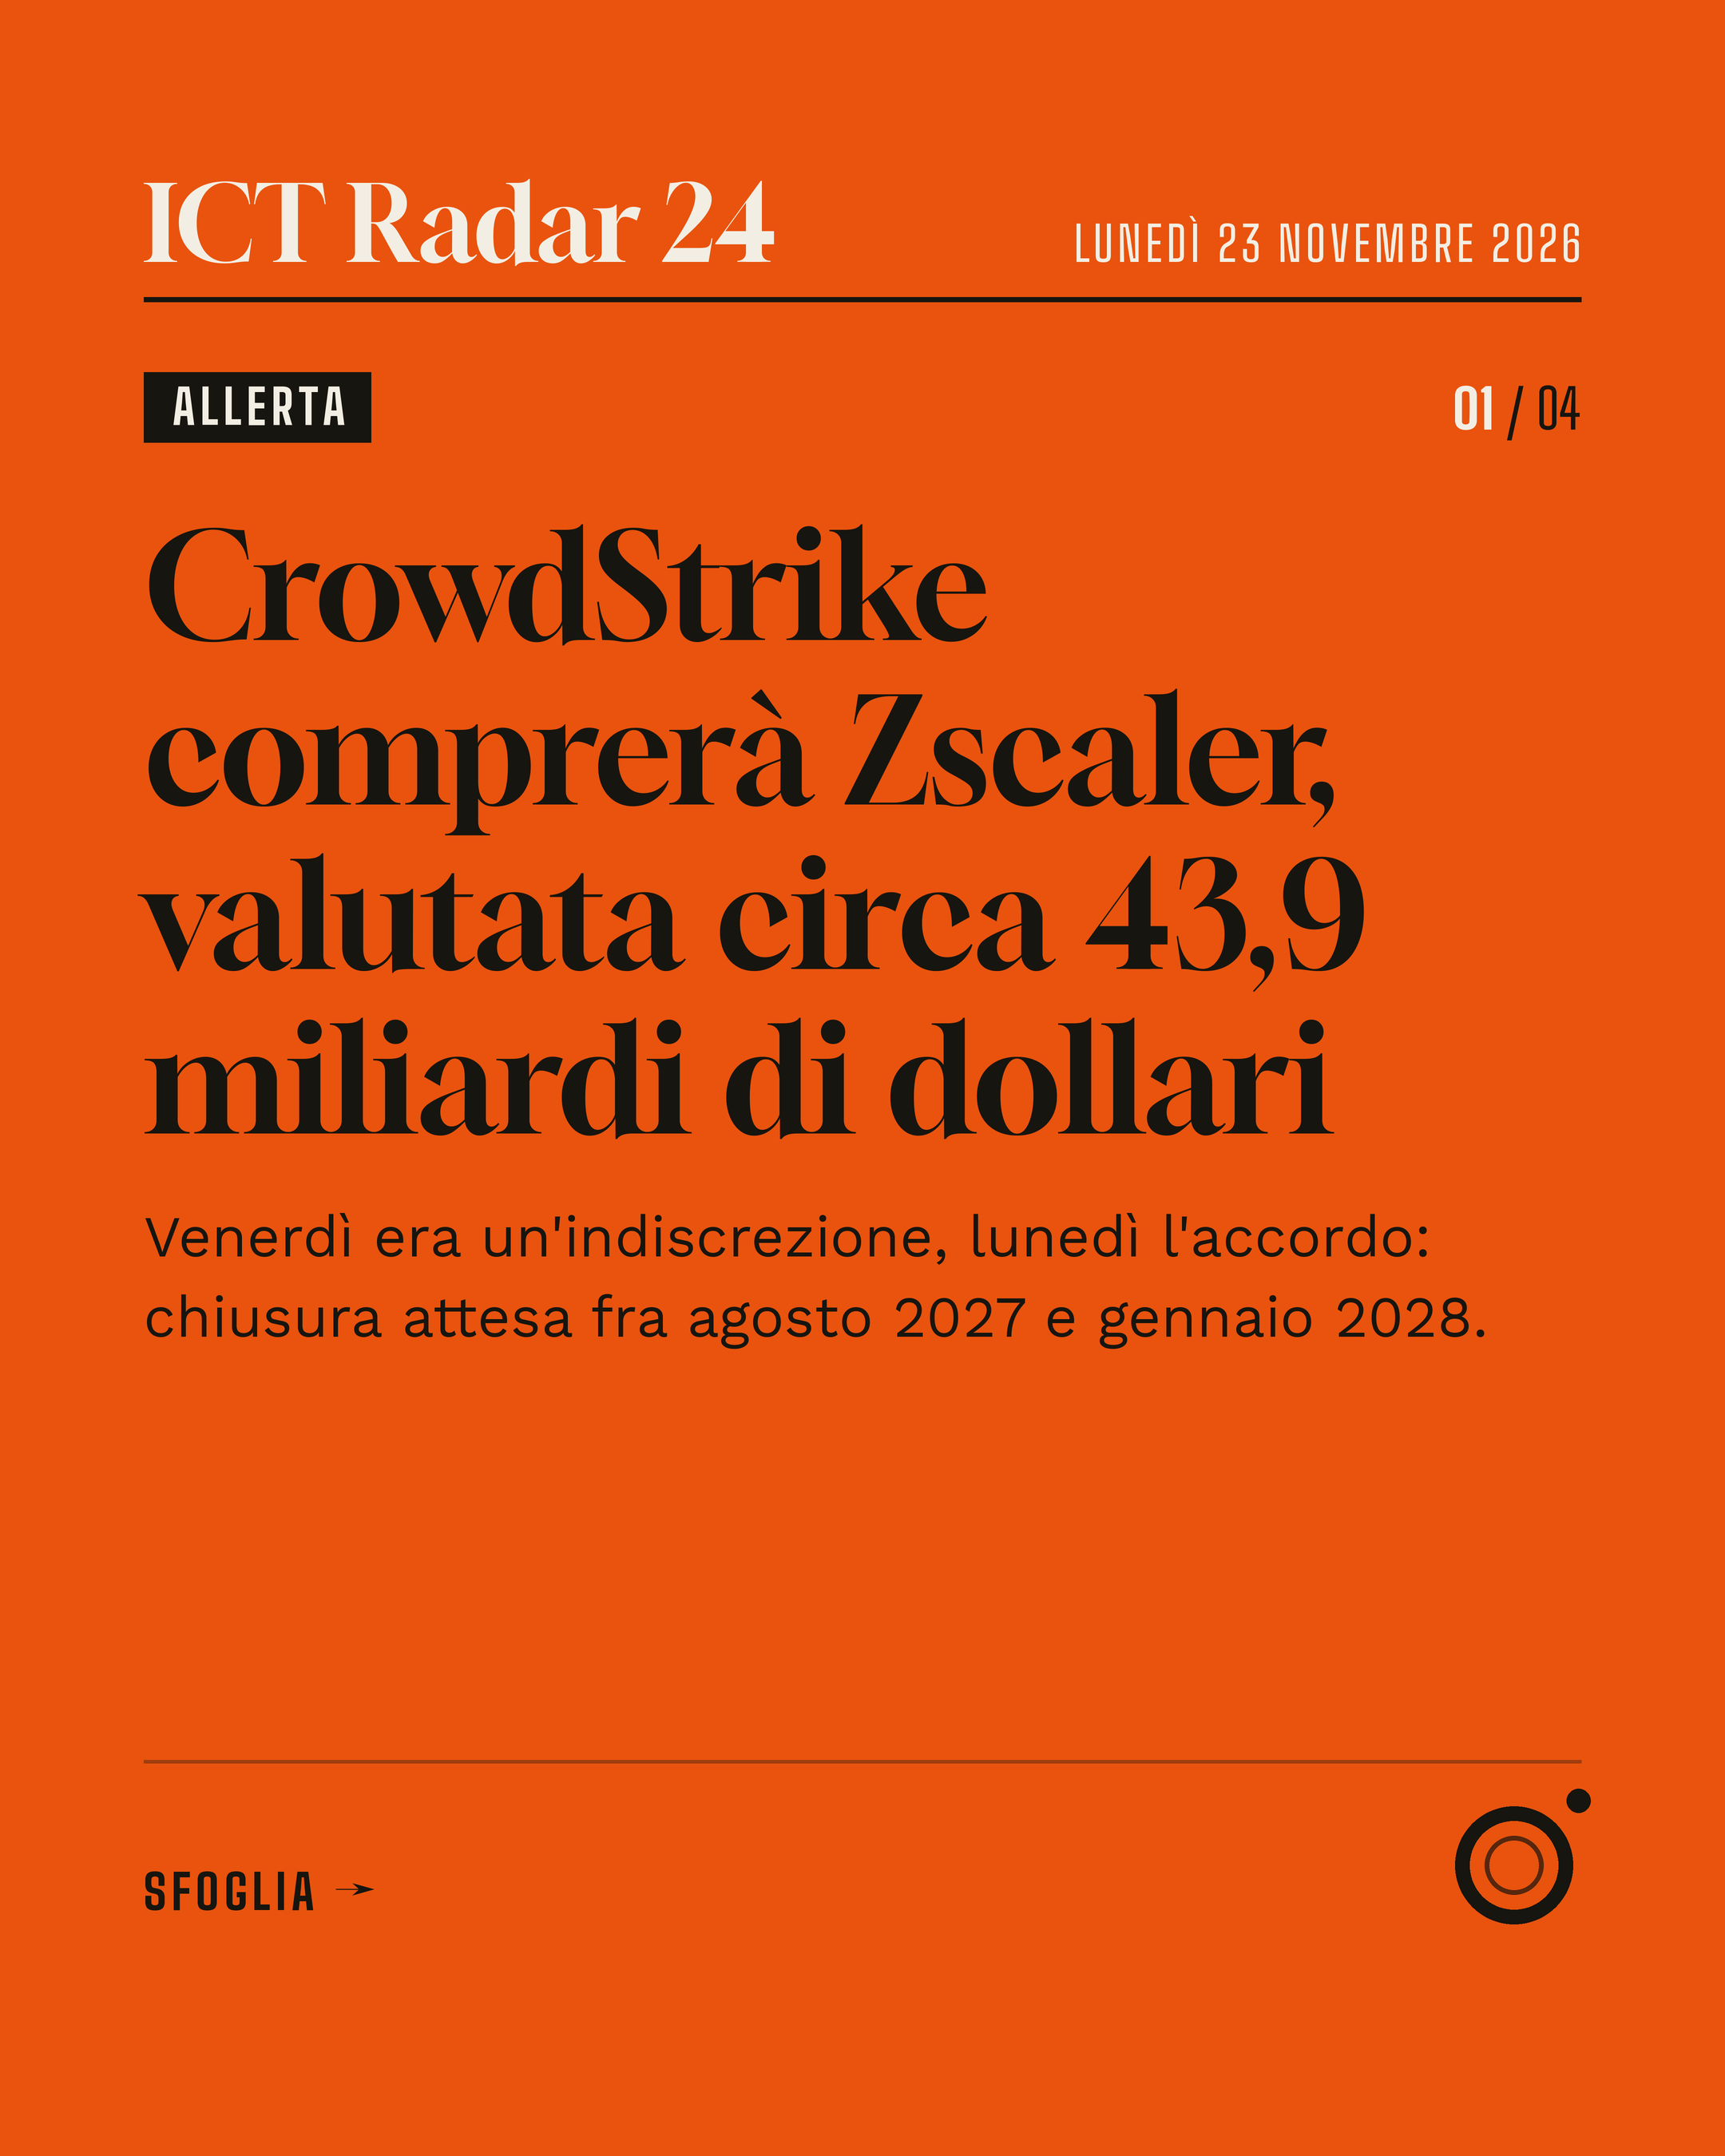 ICT Radar 24
LUNEDÌ 23 NOVEMBRE 2026
ALLERTA
01 / 04
CrowdStrike
comprerà Zscaler,
valutata circa 43,9
miliardi di dollari
Venerdì era un'indiscrezione, lunedì l'accordo:
chiusura attesa fra agosto 2027 e gennaio 2028.
SFOGLIA →